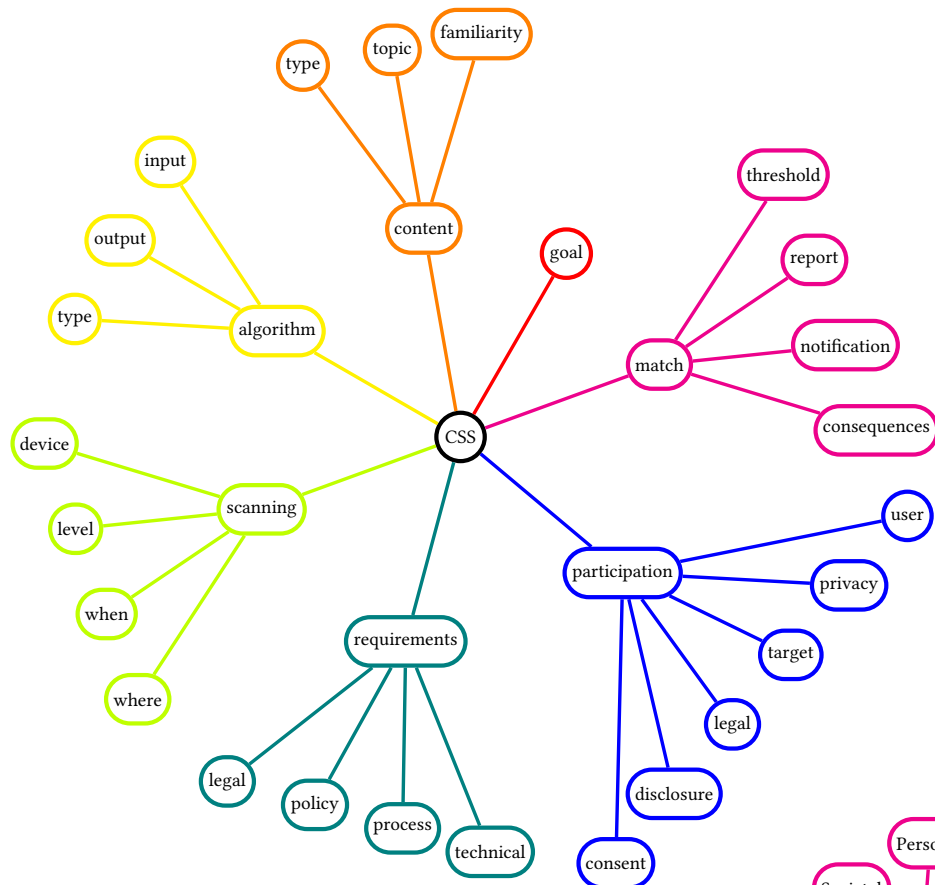 familiarity
topic
type
input
threshold
content
output
goal
report
type
algorithm
notification
match
consequences
CSS
device
scanning
user
level
participation
privacy
when
requirements
target
where
legal
legal
policy
disclosure
process
technical
consent